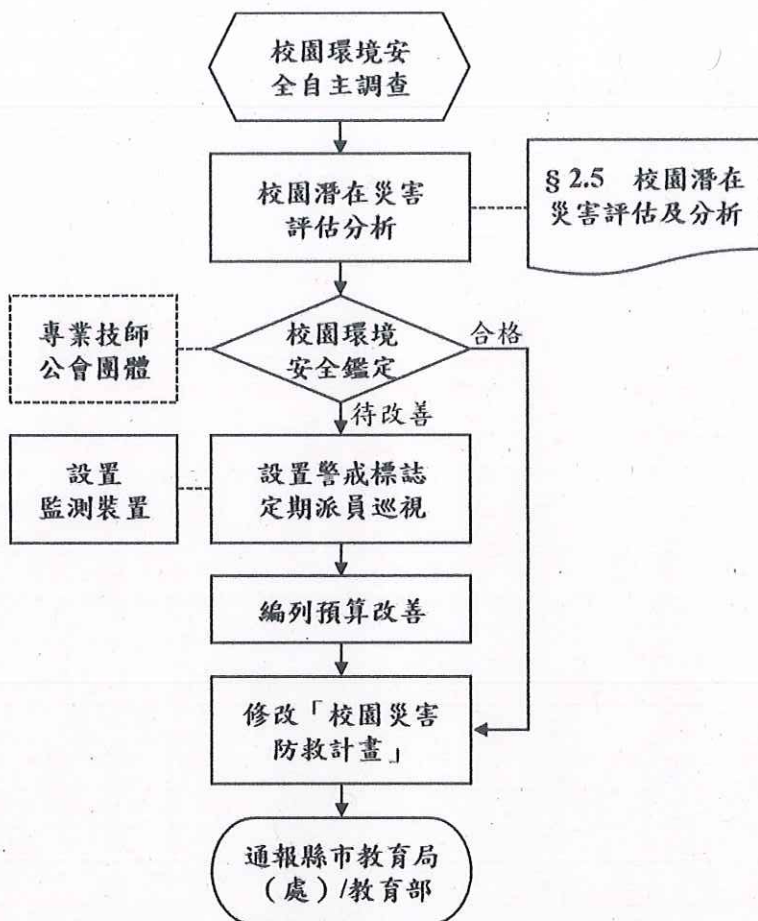 校園環境安
全自主調查
校園潛在災害
評估分析
§ 2.5 校園潛在
災害評估及分析
專業技師
公會團體
校園環境
安全鑑定
合格
待改善
設置
監測裝置
設置警戒標誌
定期派員巡視
編列預算改善
修改「校園災害
防救計畫」
通報縣市教育局
（處）/教育部